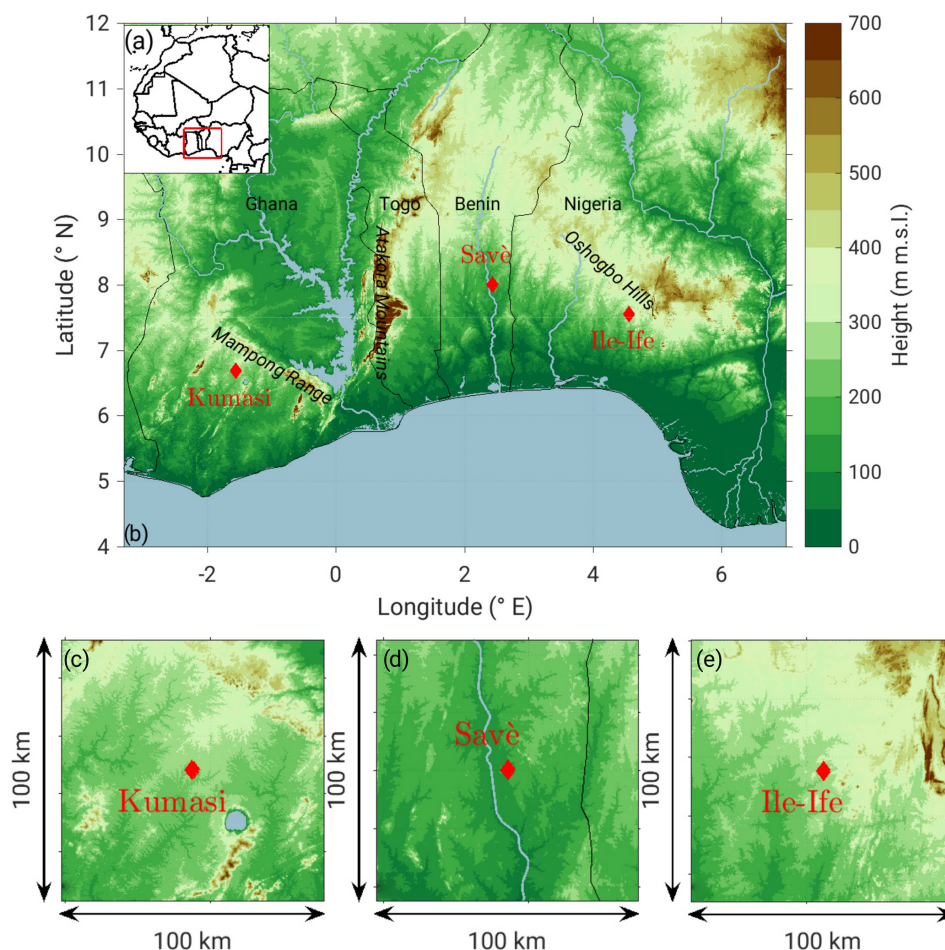 (a)
12
11
10
9
8
7
6
5
4
Latitude (° N)
Ghana
Togo
Benin
Nigeria
Savè
Oshogbo Hills
Atakora Mountains
Ile-Ife
Mampong Range
Kumasi
(b)
-2
0
2
4
6
Longitude (° E)
700
600
500
400
300
200
100
0
Height (m m.s.l.)
(c)
Kumasi
100 km
100 km
(d)
Savè
100 km
100 km
(e)
Ile-Ife
100 km
100 km